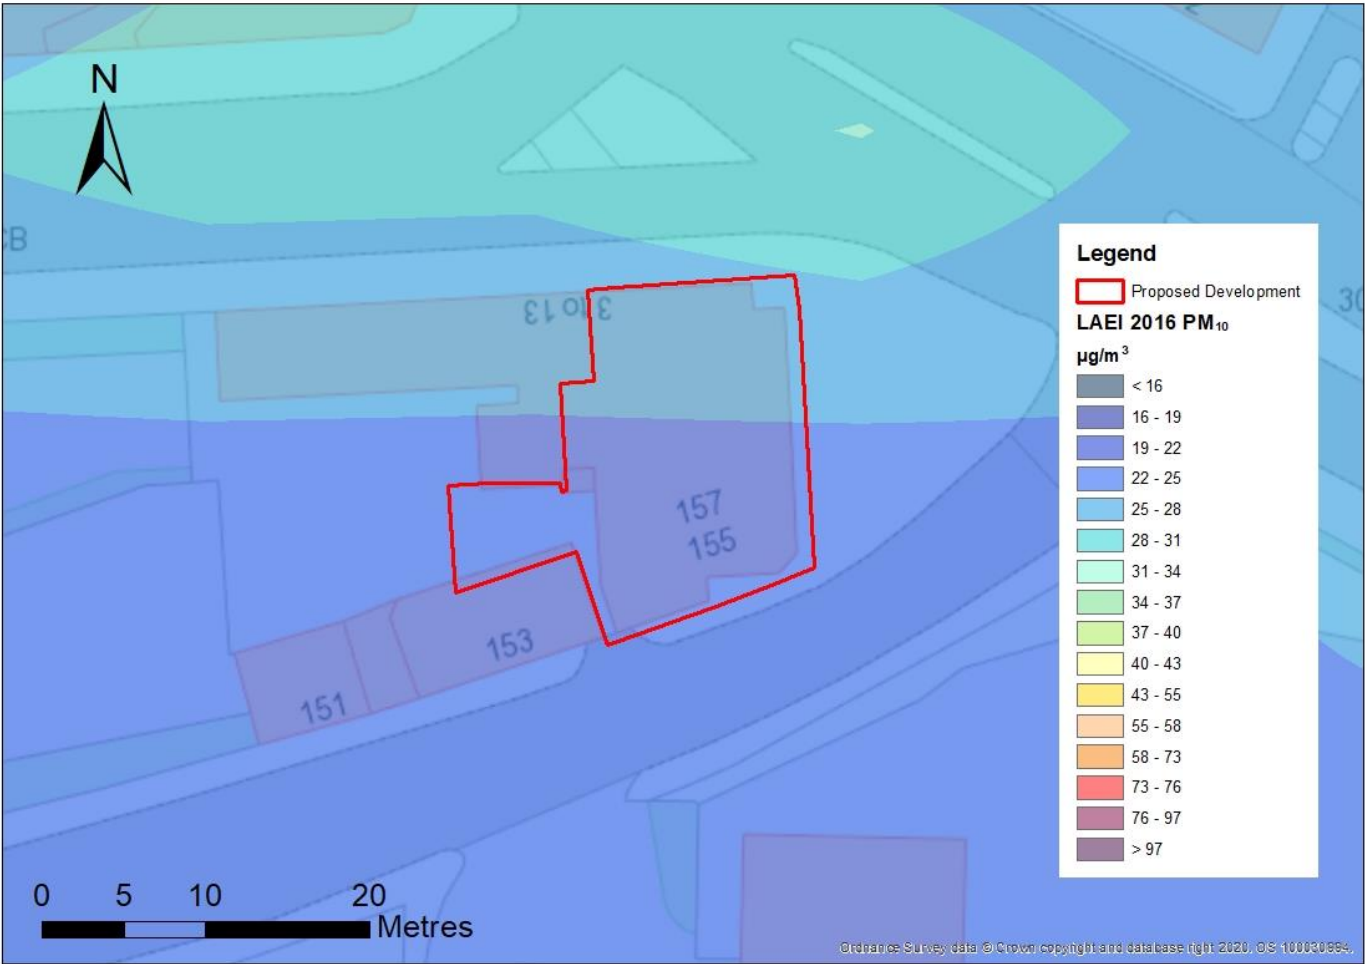 N
CB
3 to 13
157
155
153
151
30
Legend
Proposed Development
LAEI 2016 PM₁₀
µg/m³
< 16
16 - 19
19 - 22
22 - 25
25 - 28
28 - 31
31 - 34
34 - 37
37 - 40
40 - 43
43 - 55
55 - 58
58 - 73
73 - 76
76 - 97
> 97
0 5 10 20
Metres
Ordnance Survey data © Crown copyright and database right 2020. OS 100030994.